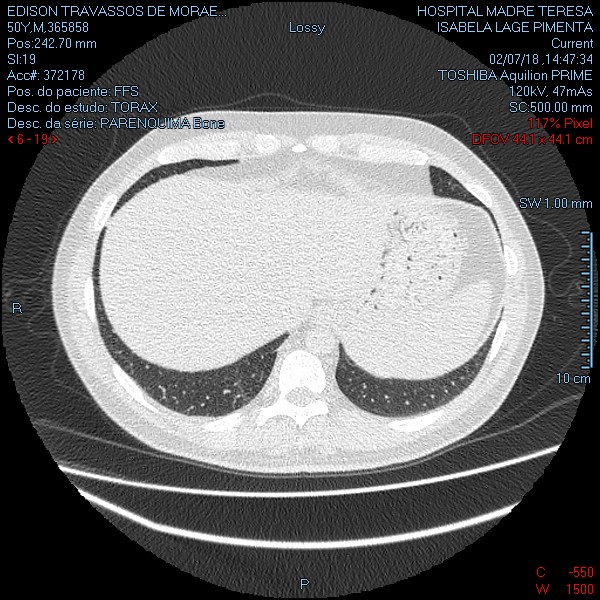 EDISON TRAVASSOS DE MORAE...
50Y,M,365858
Pos:242.70 mm
SI:19
Acc#: 372178
Pos. do paciente: FFS
Desc. do estudo: TORAX
Desc. da série: PARENQUIMA Bone
<6-19>
Lossy
HOSPITAL MADRE TERESA
ISABELA LAGE PIMENTA
Current
02/07/18 ,14:47:34
TOSHIBA Aquilion PRIME
120kV, 47mAs
SC:500.00 mm
117% Pixel
DFOV 44.1 x 44.1 cm
SW:1.00 mm
R
10 cm
P
C -550
W 1500